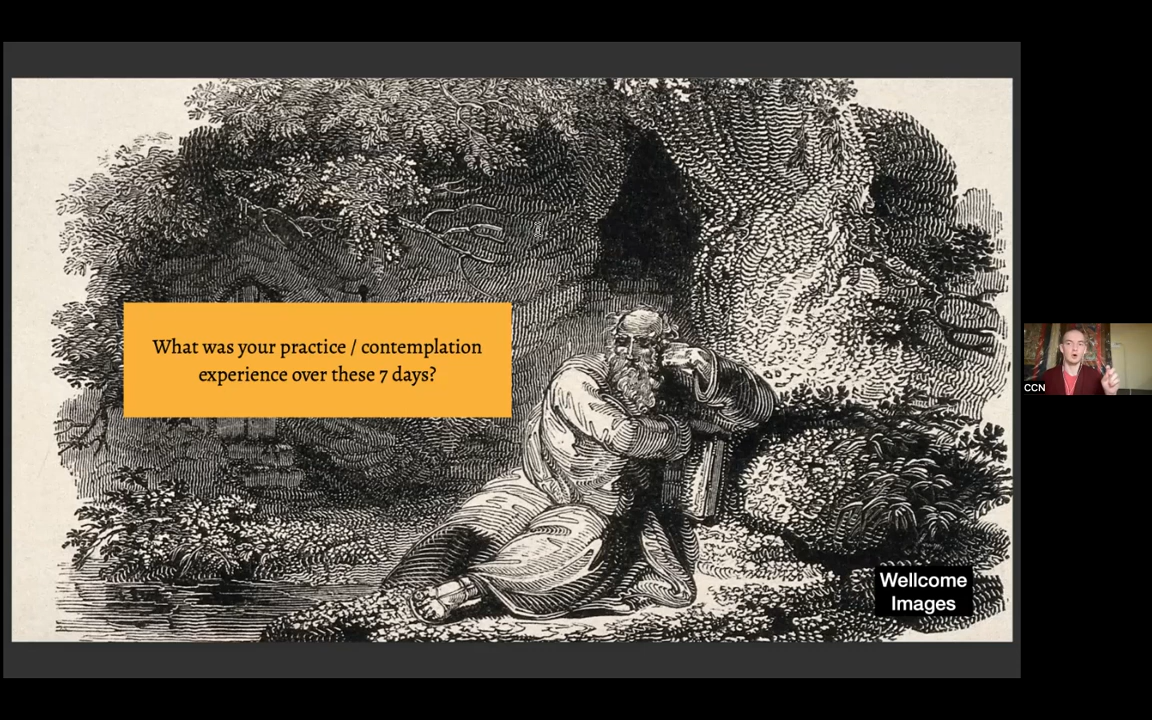 What was your practice / contemplation
experience over these 7 days?
CCN
Wellcome
Images